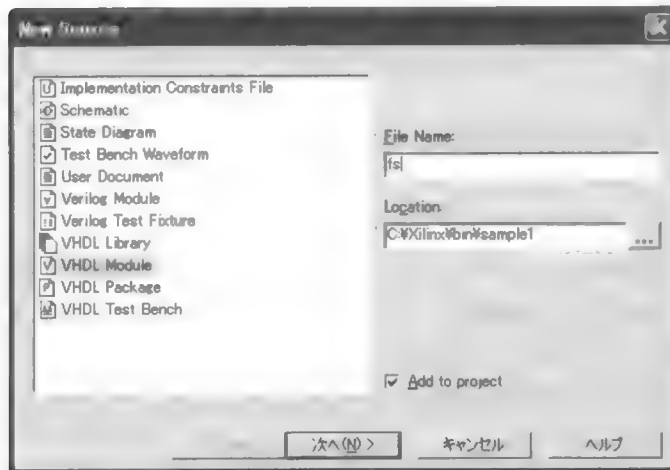 New Source
Implementation Constraints File
Schematic
State Diagram
Test Bench Waveform
User Document
Verilog Module
Verilog Test Fixture
VHDL Library
VHDL Module
VHDL Package
VHDL Test Bench
File Name:
fs
Location:
C:¥Xilinx¥bin¥sample1
...
Add to project
次へ(N) >
キャンセル
ヘルプ